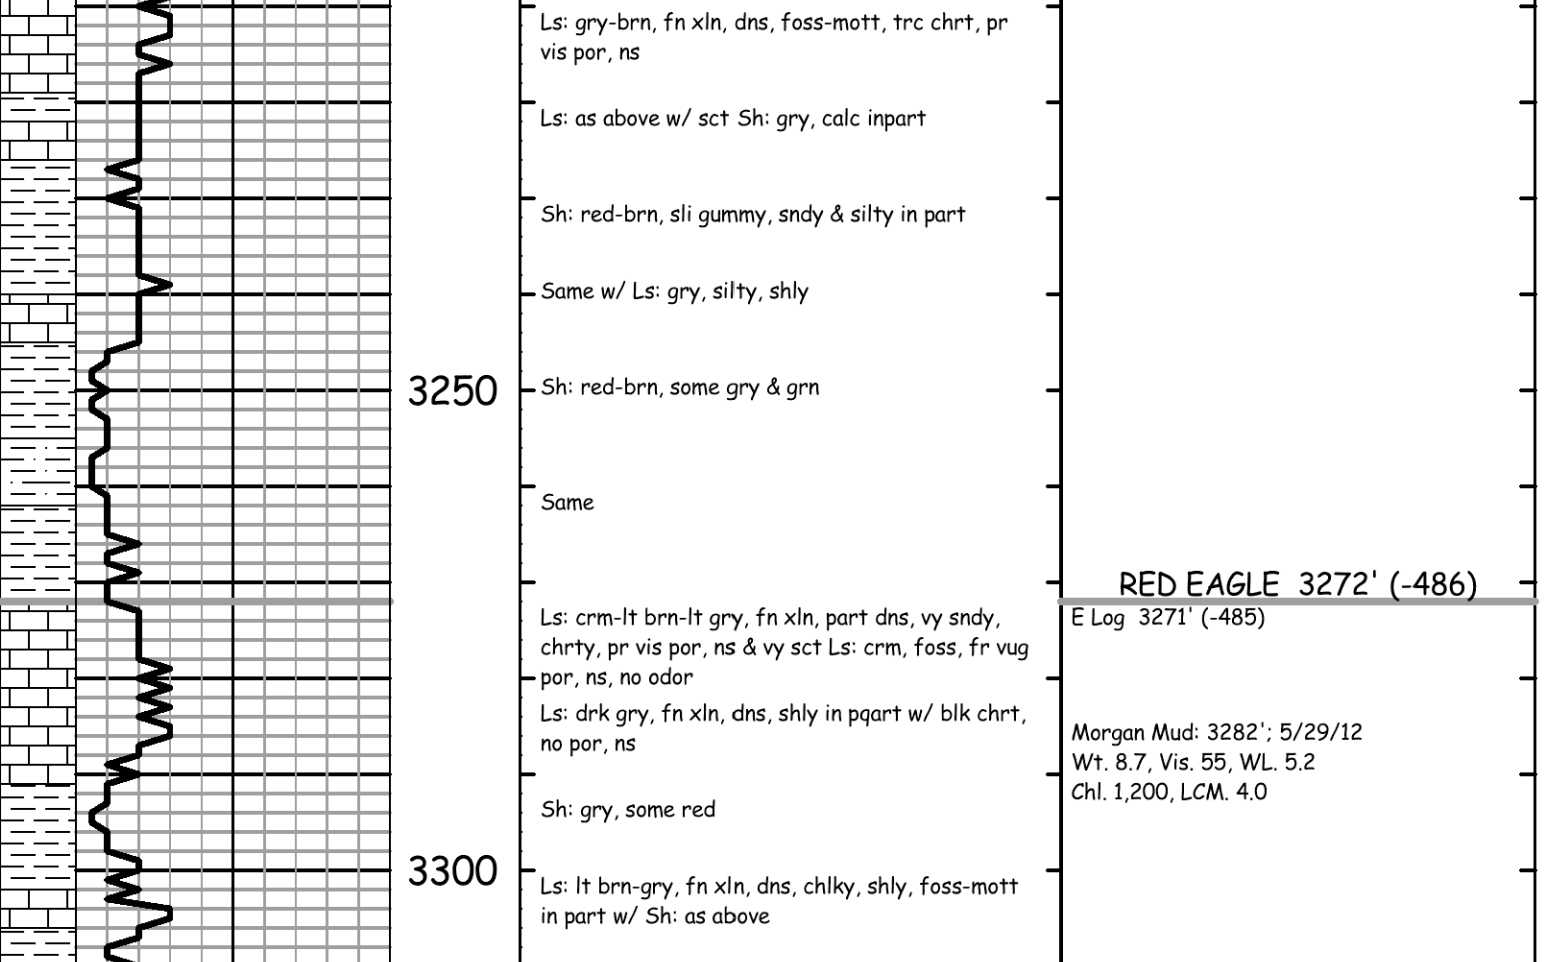 Ls: gry-brn, fn xln, dns, foss-mott, trc chrt, pr
vis por, ns
Ls: as above w/ sct Sh: gry, calc inpart
Sh: red-brn, sli gummy, sndy & silty in part
Same w/ Ls: gry, silty, shly
3250
Sh: red-brn, some gry & grn
Same
RED EAGLE 3272' (-486)
E Log 3271' (-485)
Ls: crm-lt brn-lt gry, fn xln, part dns, vy sndy,
chrty, pr vis por, ns & vy sct Ls: crm, foss, fr vug
por, ns, no odor
Ls: drk gry, fn xln, dns, shly in pqart w/ blk chrt,
no por, ns
Morgan Mud: 3282'; 5/29/12
Wt. 8.7, Vis. 55, WL. 5.2
Chl. 1,200, LCM. 4.0
Sh: gry, some red
3300
Ls: lt brn-gry, fn xln, dns, chlky, shly, foss-mott
in part w/ Sh: as above